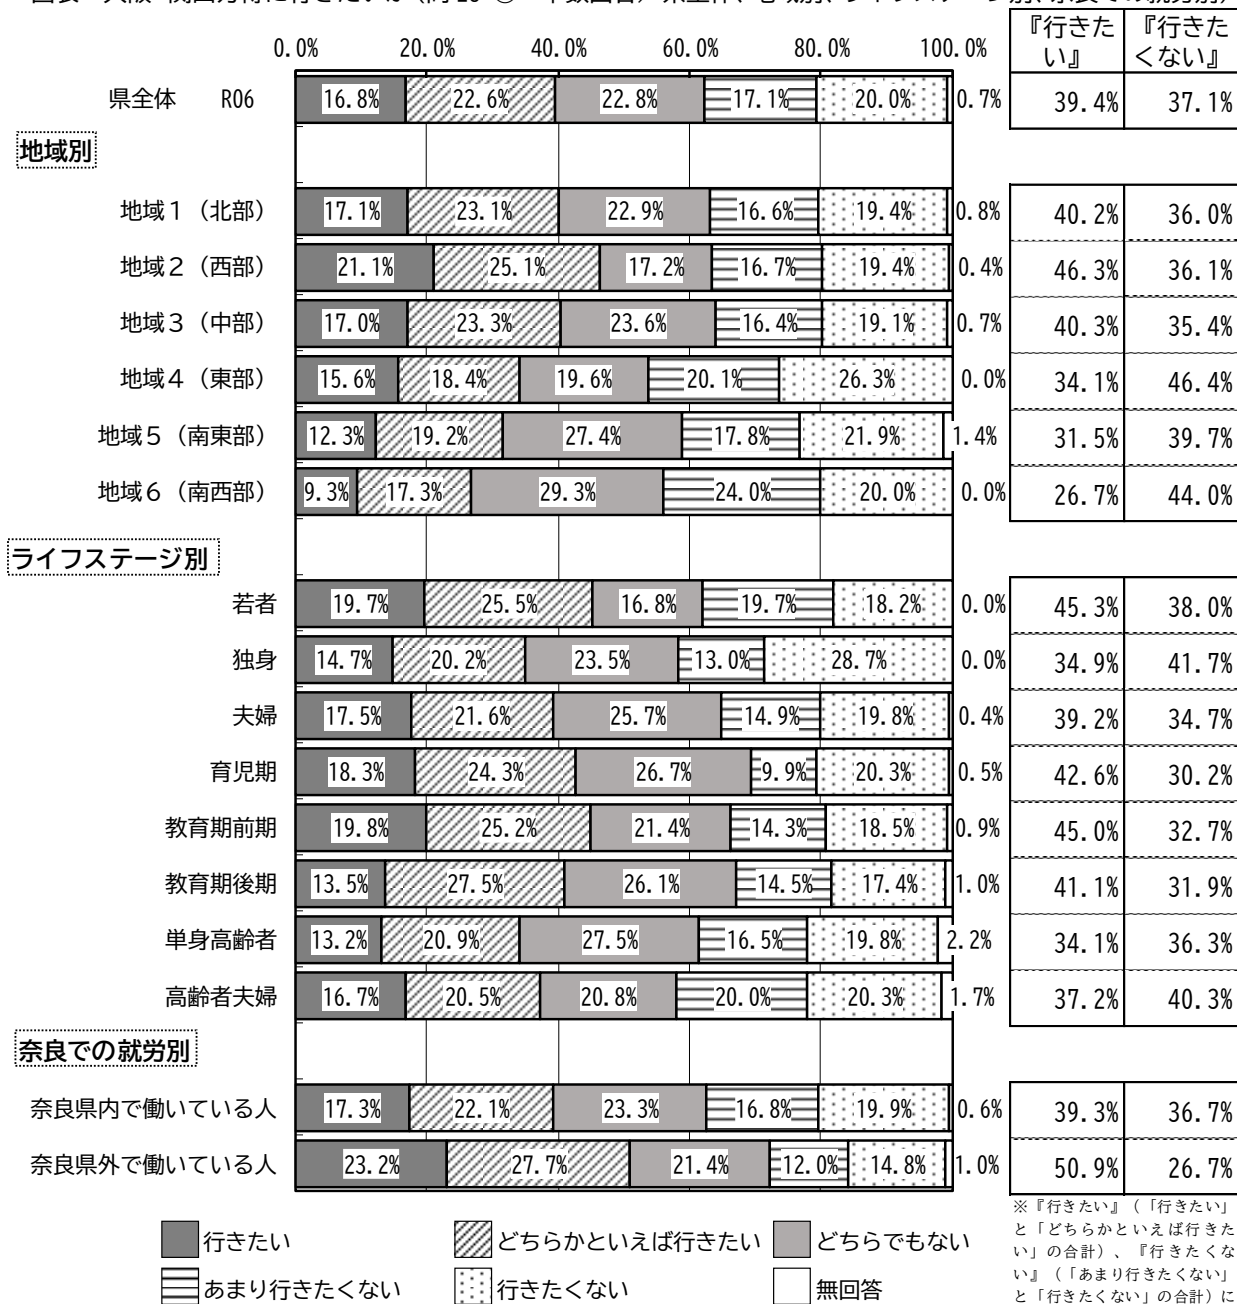 『行きたい』 『行きたくない』
0.0% 20.0% 40.0% 60.0% 80.0% 100.0%
県全体 R06 16.8% 22.6% 22.8% 17.1% 20.0% 0.7% 39.4% 37.1%
地域別
地域１（北部） 17.1% 23.1% 22.9% 16.6% 19.4% 0.8% 40.2% 36.0%
地域２（西部） 21.1% 25.1% 17.2% 16.7% 19.4% 0.4% 46.3% 36.1%
地域３（中部） 17.0% 23.3% 23.6% 16.4% 19.1% 0.7% 40.3% 35.4%
地域４（東部） 15.6% 18.4% 19.6% 20.1% 26.3% 0.0% 34.1% 46.4%
地域５（南東部） 12.3% 19.2% 27.4% 17.8% 21.9% 1.4% 31.5% 39.7%
地域６（南西部） 9.3% 17.3% 29.3% 24.0% 20.0% 0.0% 26.7% 44.0%
ライフステージ別
若者 19.7% 25.5% 16.8% 19.7% 18.2% 0.0% 45.3% 38.0%
独身 14.7% 20.2% 23.5% 13.0% 28.7% 0.0% 34.9% 41.7%
夫婦 17.5% 21.6% 25.7% 14.9% 19.8% 0.4% 39.2% 34.7%
育児期 18.3% 24.3% 26.7% 9.9% 20.3% 0.5% 42.6% 30.2%
教育期前期 19.8% 25.2% 21.4% 14.3% 18.5% 0.9% 45.0% 32.7%
教育期後期 13.5% 27.5% 26.1% 14.5% 17.4% 1.0% 41.1% 31.9%
単身高齢者 13.2% 20.9% 27.5% 16.5% 19.8% 2.2% 34.1% 36.3%
高齢者夫婦 16.7% 20.5% 20.8% 20.0% 20.3% 1.7% 37.2% 40.3%
奈良での就労別
奈良県内で働いている人 17.3% 22.1% 23.3% 16.8% 19.9% 0.6% 39.3% 36.7%
奈良県外で働いている人 23.2% 27.7% 21.4% 12.0% 14.8% 1.0% 50.9% 26.7%
行きたい どちらかといえば行きたい どちらでもない
あまり行きたくない 行きたくない 無回答
※『行きたい』（「行きたい」
と「どちらかといえば行きた
い」の合計）、『行きたくな
い』（「あまり行きたくない」
と「行きたくない」の合計）に